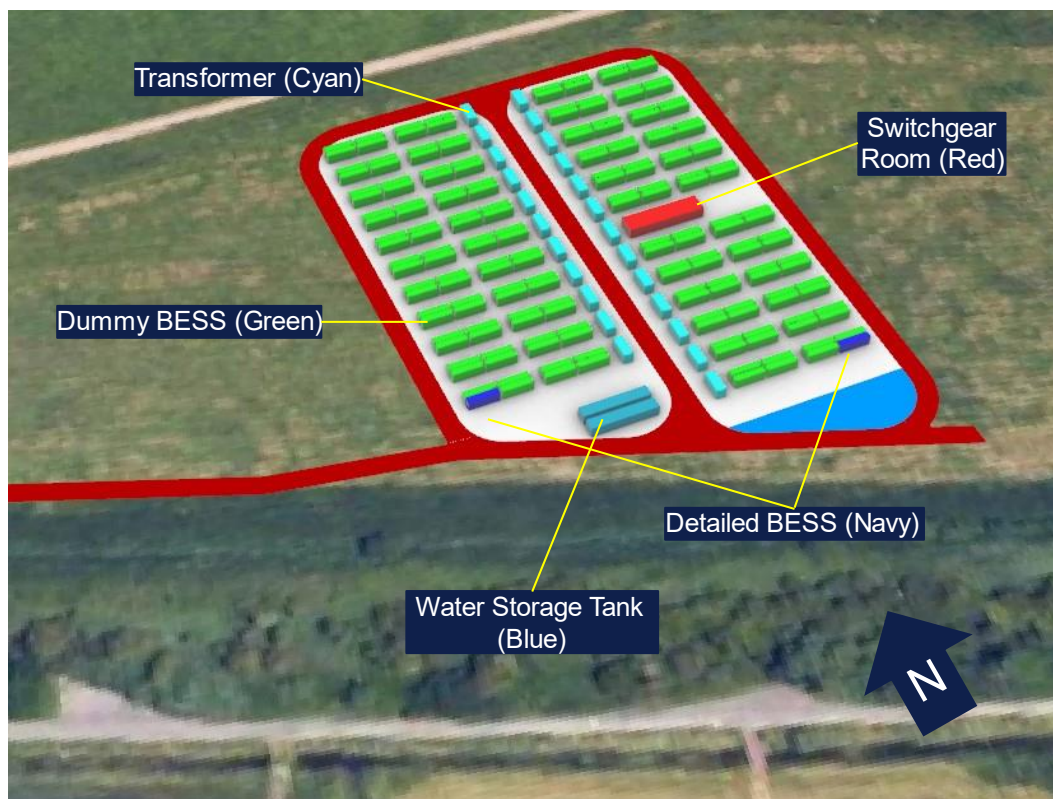 Transformer (Cyan)
Switchgear
Room (Red)
Dummy BESS (Green)
Detailed BESS (Navy)
Water Storage Tank
(Blue)
N